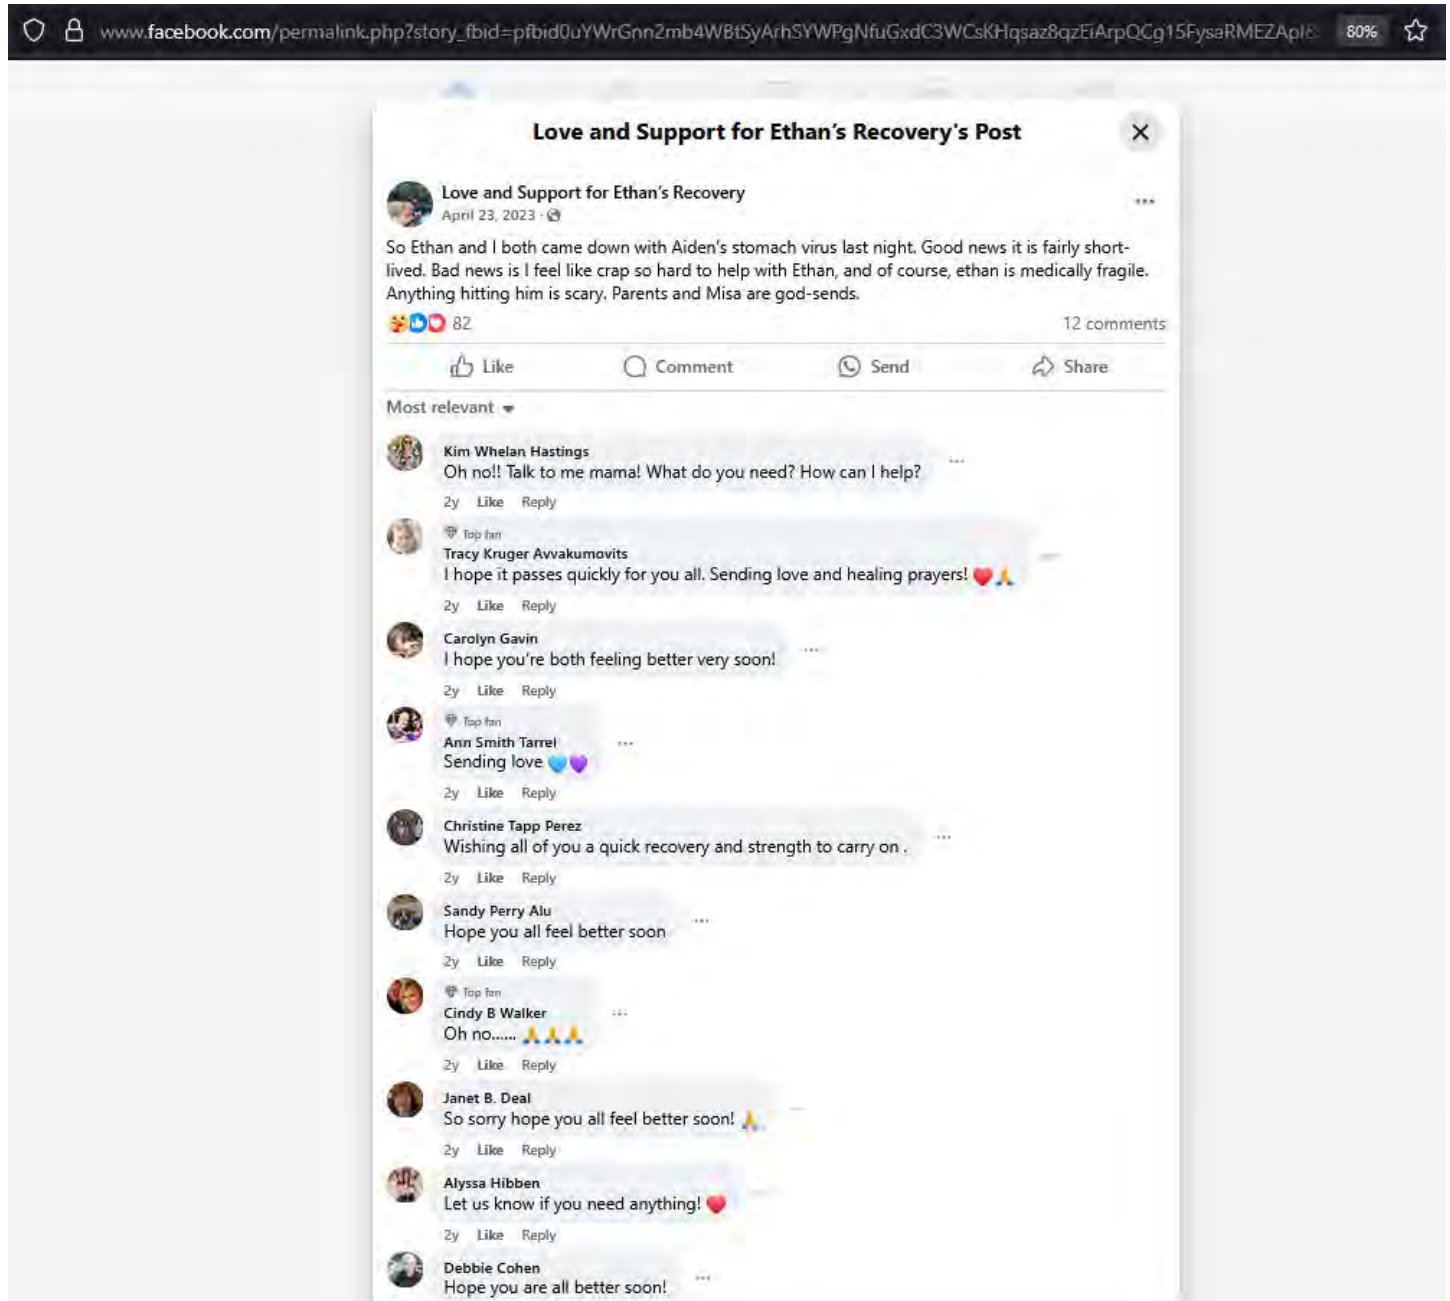 www.facebook.com/permalink.php?story_fbid=pfbid0uYWrGnn2mb4WBtSyArhSYWPgNfuGxdC3WCsKHqsaz8qzEiArpQCg15FysaRMEZApl
80%
Love and Support for Ethan's Recovery's Post
Love and Support for Ethan's Recovery
April 23, 2023 ·
So Ethan and I both came down with Aiden's stomach virus last night. Good news it is fairly short-
lived. Bad news is I feel like crap so hard to help with Ethan, and of course, ethan is medically fragile.
Anything hitting him is scary. Parents and Misa are god-sends.
82
12 comments
Like
Comment
Send
Share
Most relevant
Kim Whelan Hastings
Oh no!! Talk to me mama! What do you need? How can I help?
2y Like Reply
Top fan
Tracy Kruger Avvakumovits
I hope it passes quickly for you all. Sending love and healing prayers! ❤️🙏
2y Like Reply
Carolyn Gavin
I hope you're both feeling better very soon!
2y Like Reply
Top fan
Ann Smith Tarrel
Sending love 💙💜
2y Like Reply
Christine Tapp Perez
Wishing all of you a quick recovery and strength to carry on .
2y Like Reply
Sandy Perry Alu
Hope you all feel better soon
2y Like Reply
Top fan
Cindy B Walker
Oh no...... 🙏🙏🙏
2y Like Reply
Janet B. Deal
So sorry hope you all feel better soon! 🙏
2y Like Reply
Alyssa Hibben
Let us know if you need anything! ❤️
2y Like Reply
Debbie Cohen
Hope you are all better soon!